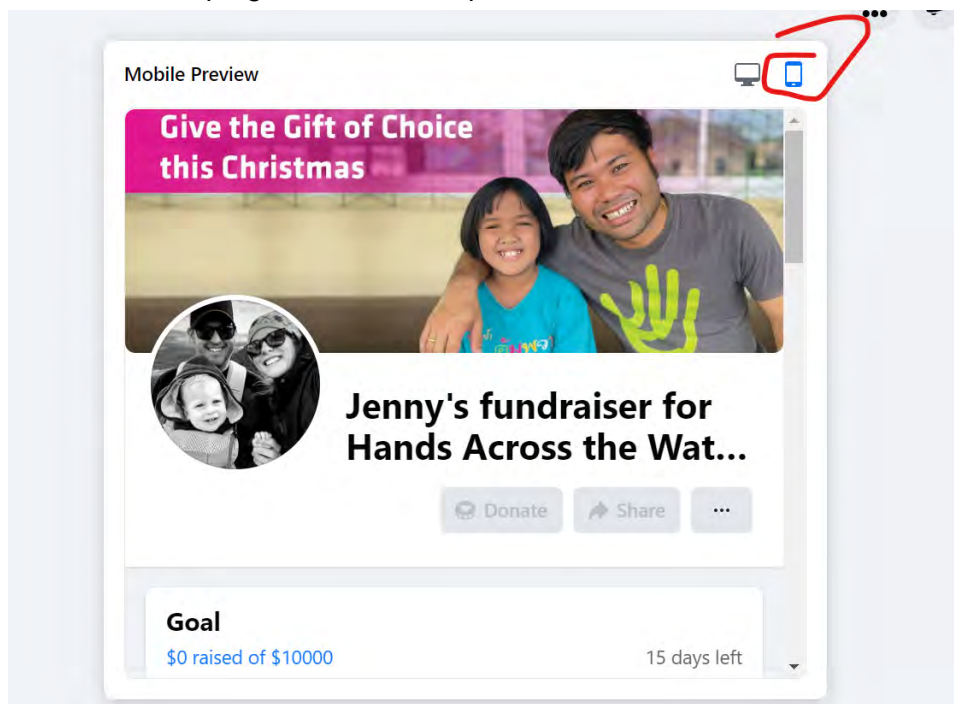 Mobile Preview
Give the Gift of Choice
this Christmas
Jenny's fundraiser for
Hands Across the Wat...
Donate Share ...
Goal
$0 raised of $10000 15 days left